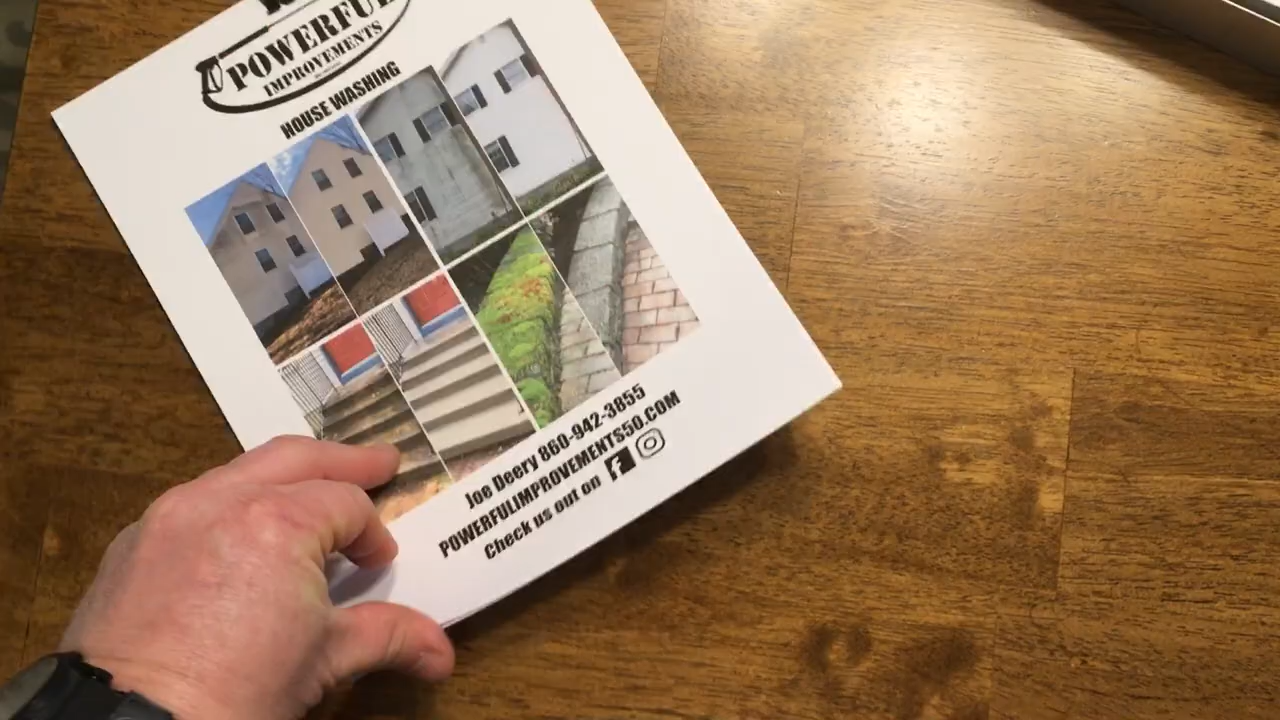 POWERFUL
IMPROVEMENTS
HOUSE WASHING
Joe Deery 860-942-3855
POWERFULIMPROVEMENTS50.COM
Check us out on